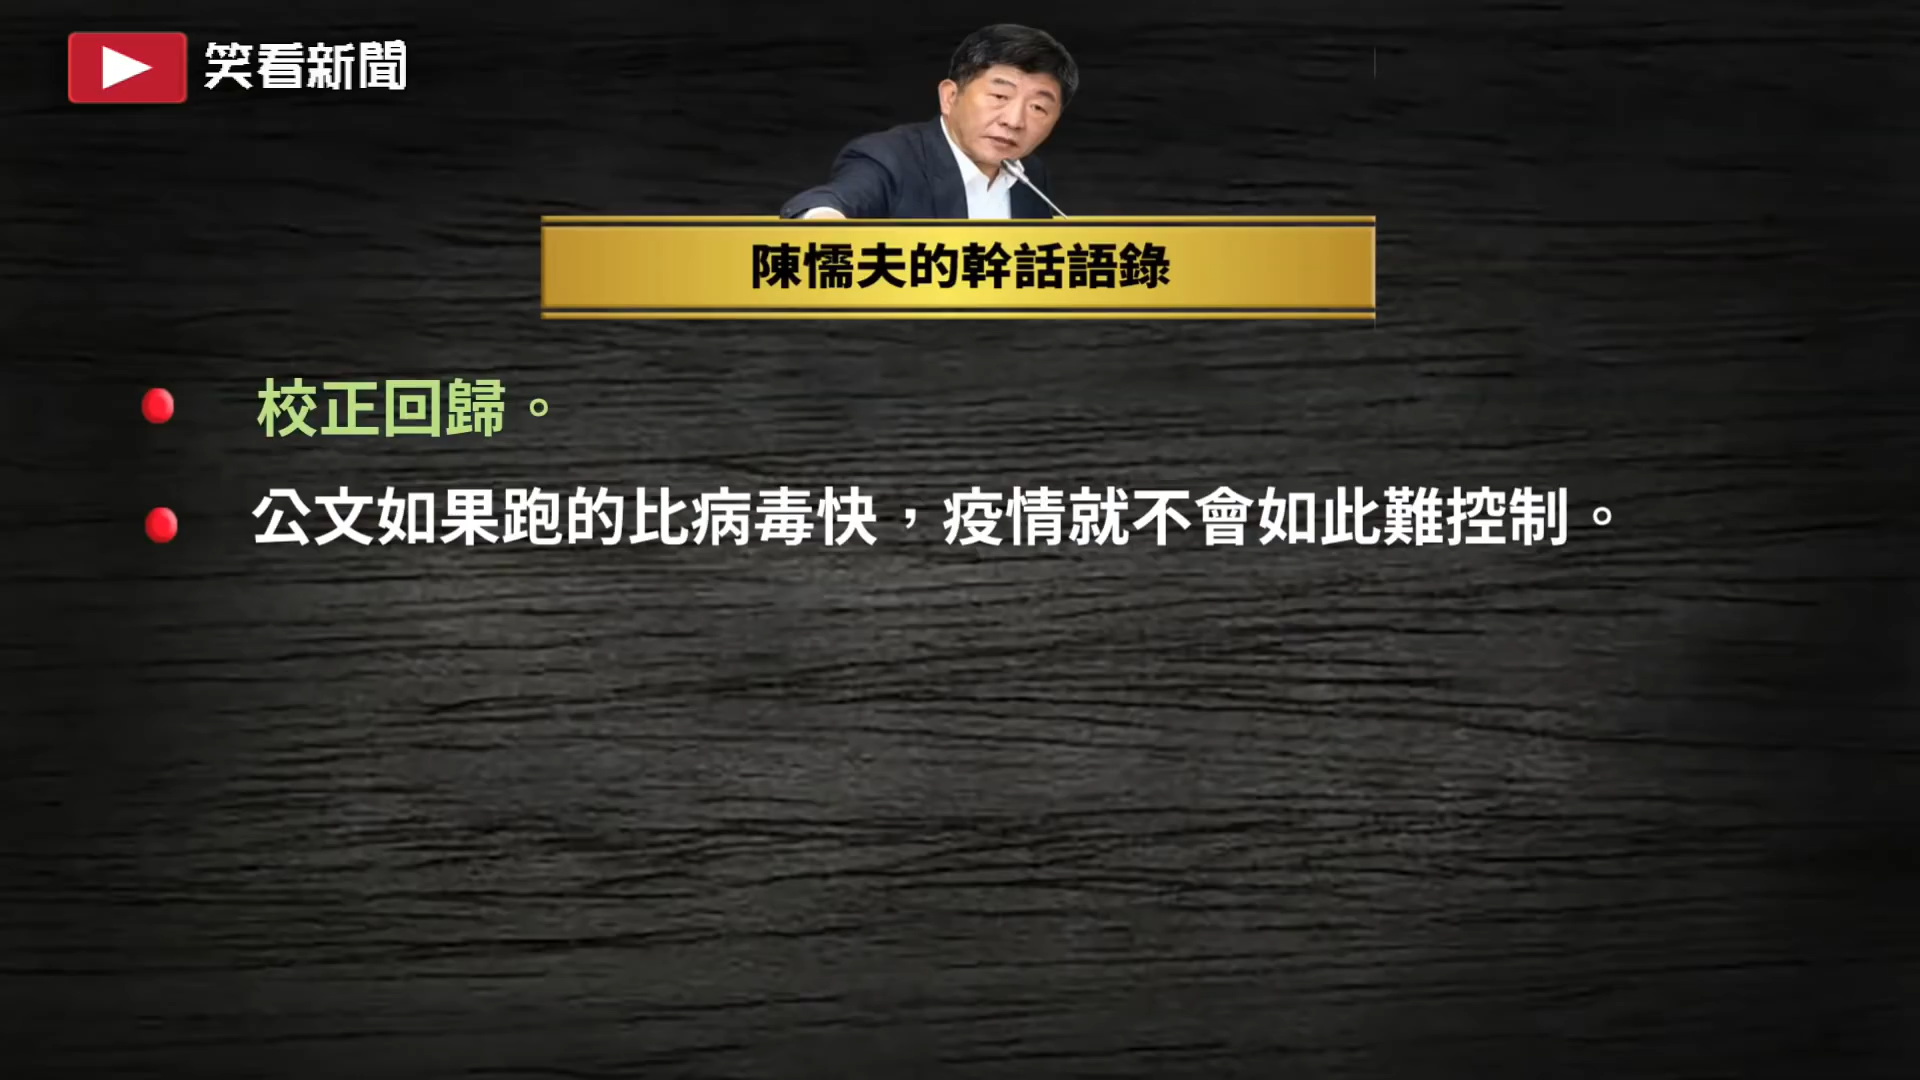 笑看新聞
陳懦夫的幹話語錄
校正回歸。
公文如果跑的比病毒快，疫情就不會如此難控制。